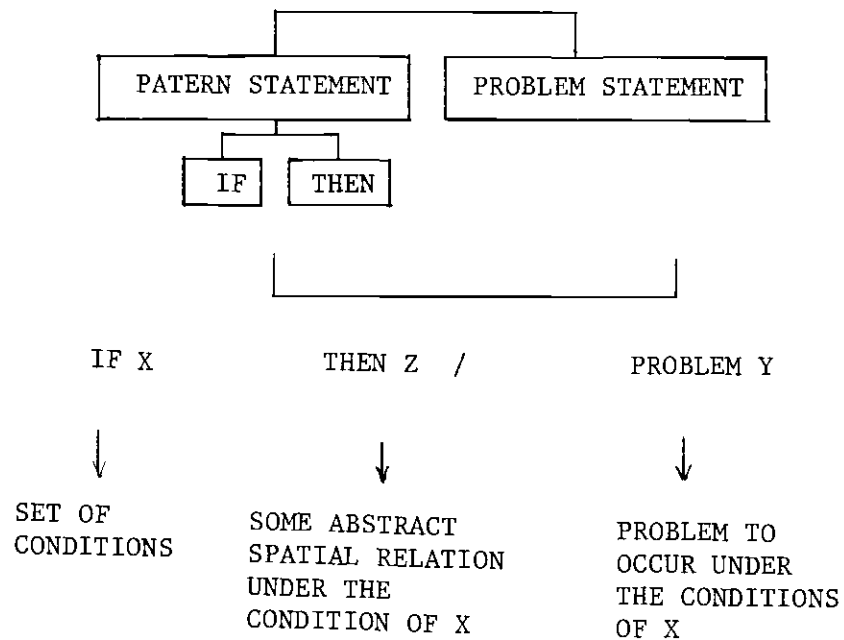 PATERN STATEMENT
PROBLEM STATEMENT
IF
THEN
IF X
THEN Z /
PROBLEM Y
SET OF
CONDITIONS
SOME ABSTRACT
SPATIAL RELATION
UNDER THE
CONDITION OF X
PROBLEM TO
OCCUR UNDER
THE CONDITIONS
OF X